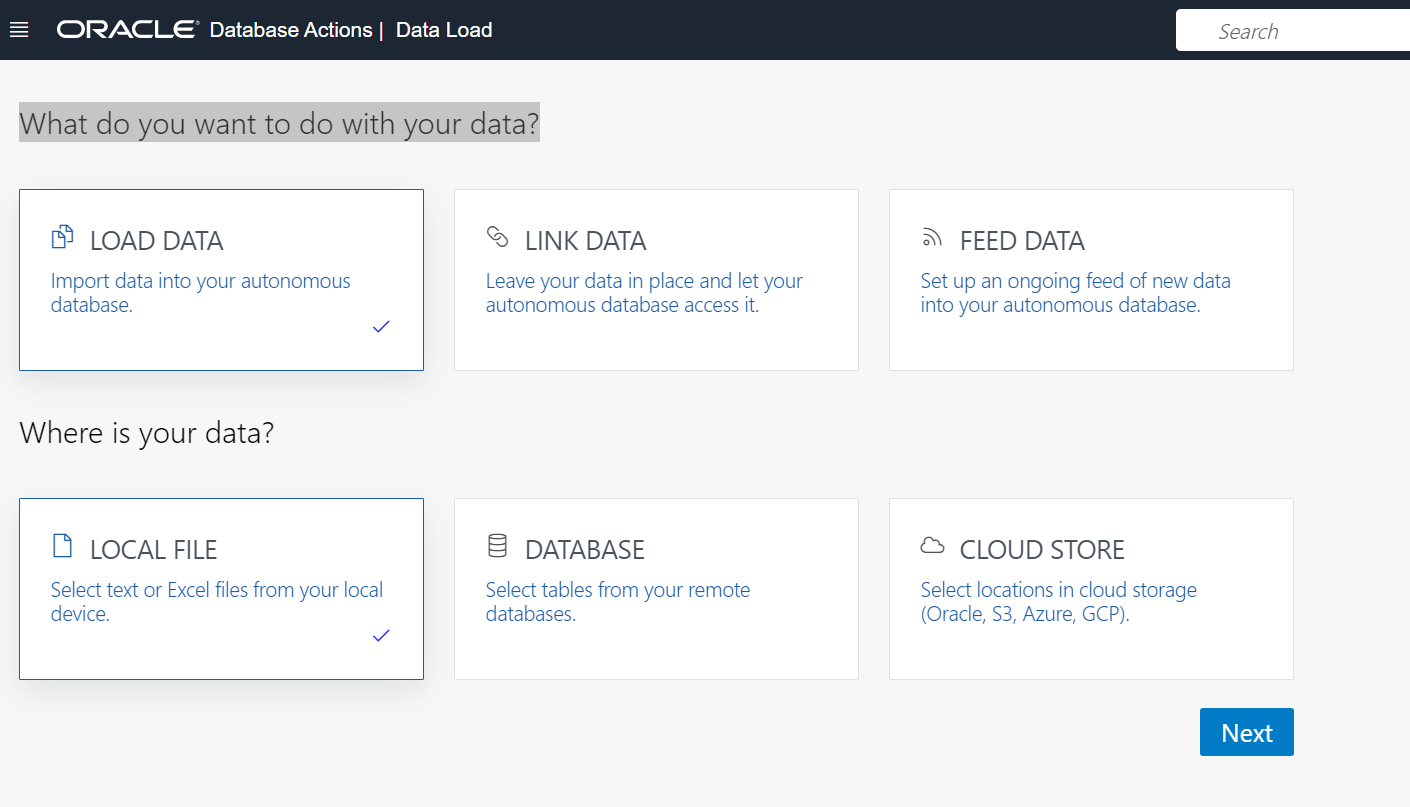 ORACLE Database Actions | Data Load
Search
What do you want to do with your data?
LOAD DATA
Import data into your autonomous
database.
LINK DATA
Leave your data in place and let your
autonomous database access it.
FEED DATA
Set up an ongoing feed of new data
into your autonomous database.
Where is your data?
LOCAL FILE
Select text or Excel files from your local
device.
DATABASE
Select tables from your remote
databases.
CLOUD STORE
Select locations in cloud storage
(Oracle, S3, Azure, GCP).
Next